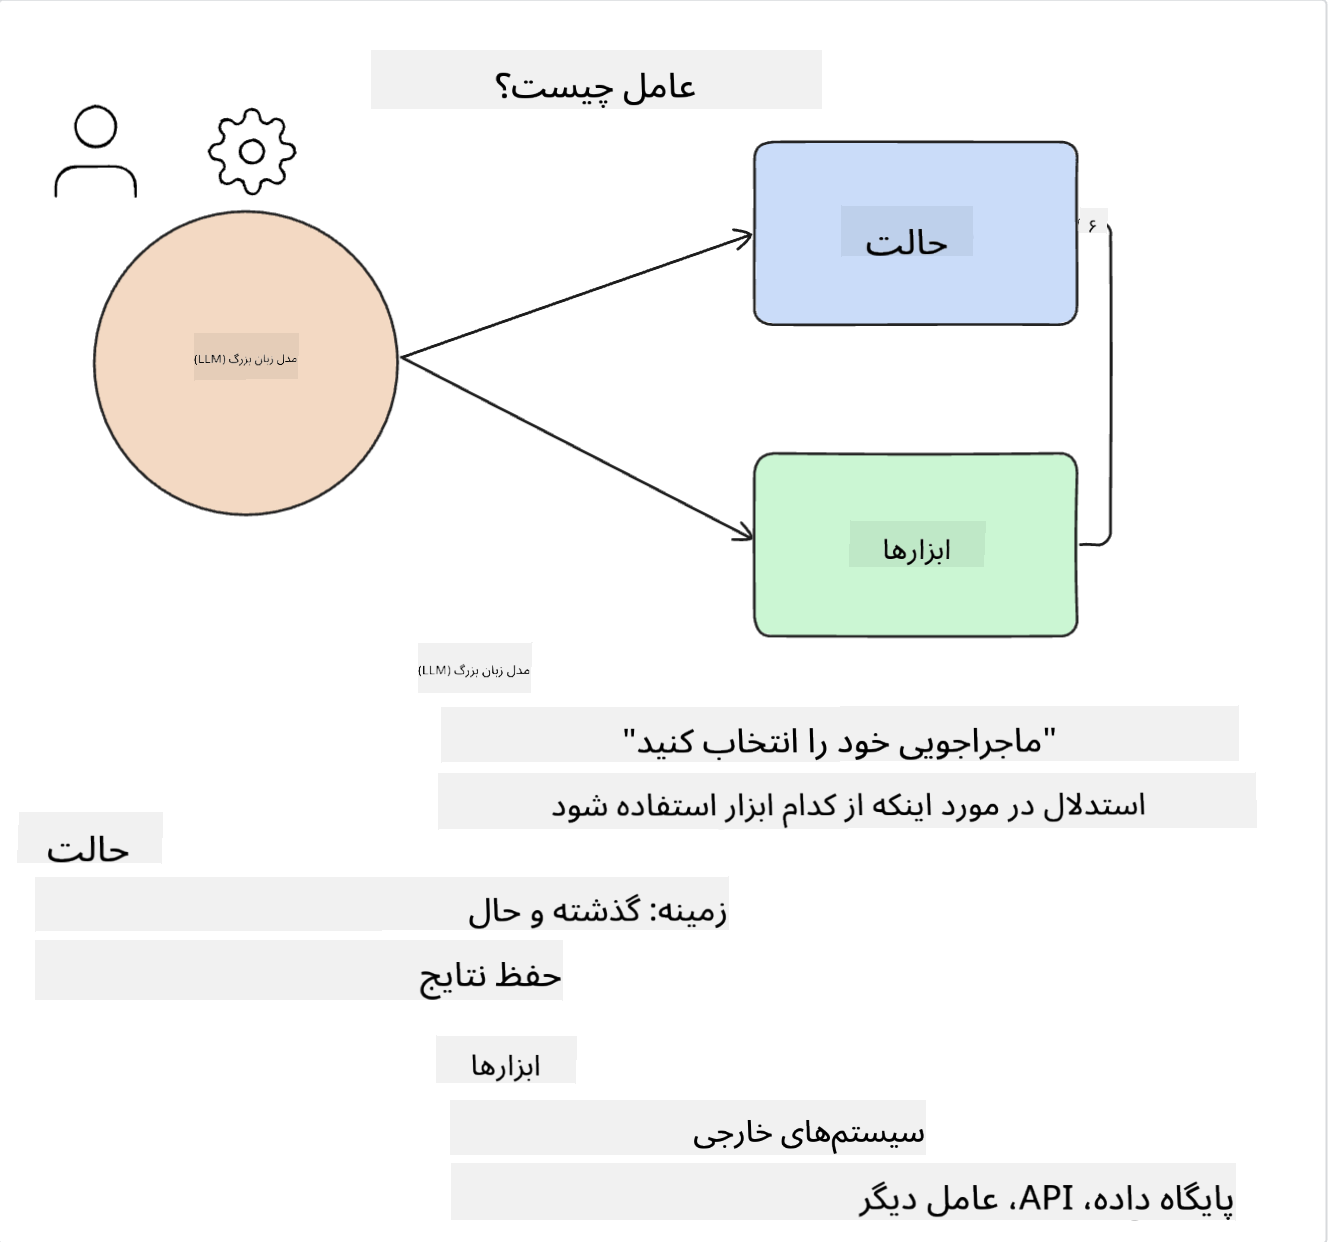 عامل چیست؟
حالت
۶
مدل زبان بزرگ (LLM)
ابزارها
مدل زبان بزرگ (LLM)
"ماجراجویی خود را انتخاب کنید"
استدلال در مورد اینکه از کدام ابزار استفاده شود
حالت
زمینه: گذشته و حال
حفظ نتایج
ابزارها
سیستم‌های خارجی
پایگاه داده، API، عامل دیگر